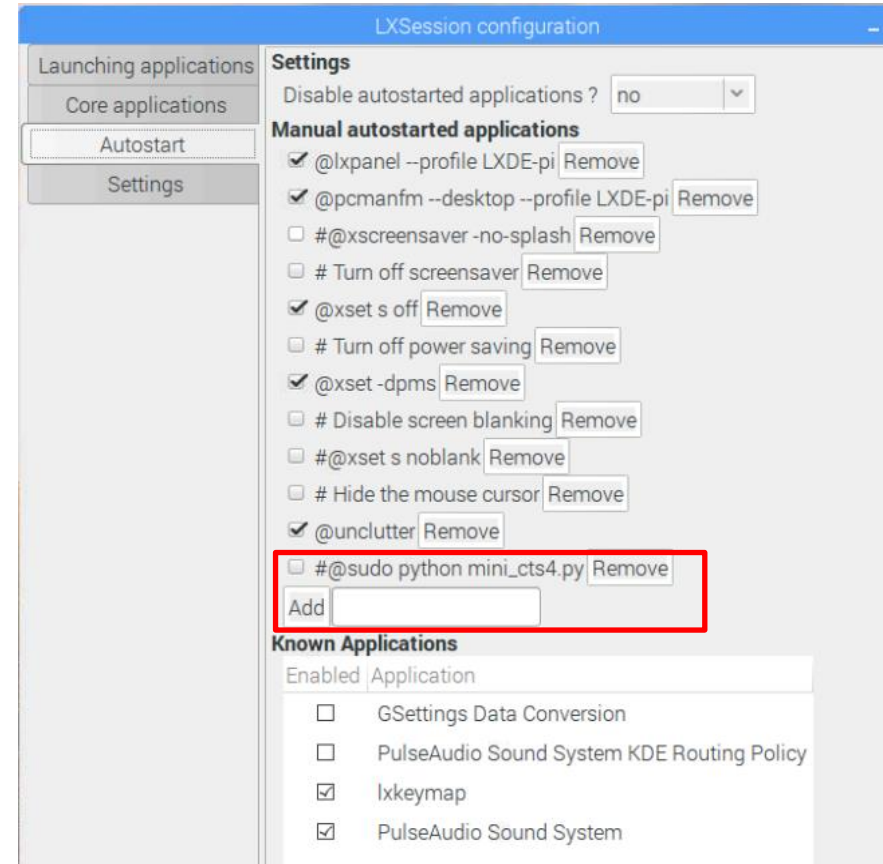 LXSession configuration
Launching applications
Core applications
Autostart
Settings
Settings
Disable autostarted applications ? no
Manual autostarted applications
@lxpanel --profile LXDE-pi Remove
@pcmanfm --desktop --profile LXDE-pi Remove
#@xscreensaver -no-splash Remove
# Turn off screensaver Remove
@xset s off Remove
# Turn off power saving Remove
@xset -dpms Remove
# Disable screen blanking Remove
#@xset s noblank Remove
# Hide the mouse cursor Remove
@unclutter Remove
#@sudo python mini_cts4.py Remove
Add
Known Applications
Enabled Application
GSettings Data Conversion
PulseAudio Sound System KDE Routing Policy
lxkeymap
PulseAudio Sound System